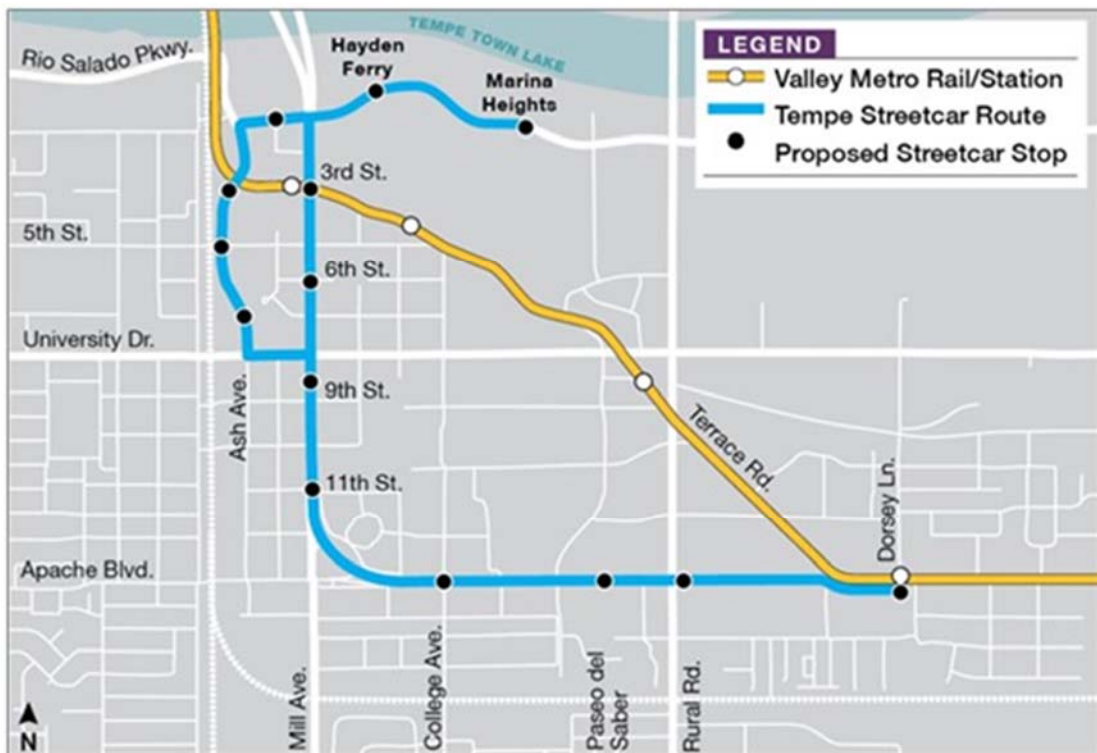 TEMPE TOWN LAKE
Rio Salado Pkwy.
Hayden
Ferry
Marina
Heights
LEGEND
Valley Metro Rail/Station
Tempe Streetcar Route
Proposed Streetcar Stop
3rd St.
5th St.
6th St.
University Dr.
Ash Ave.
9th St.
Terrace Rd.
11th St.
Dorsey Ln.
Apache Blvd.
Mill Ave.
College Ave.
Paseo del
Saber
Rural Rd.
N